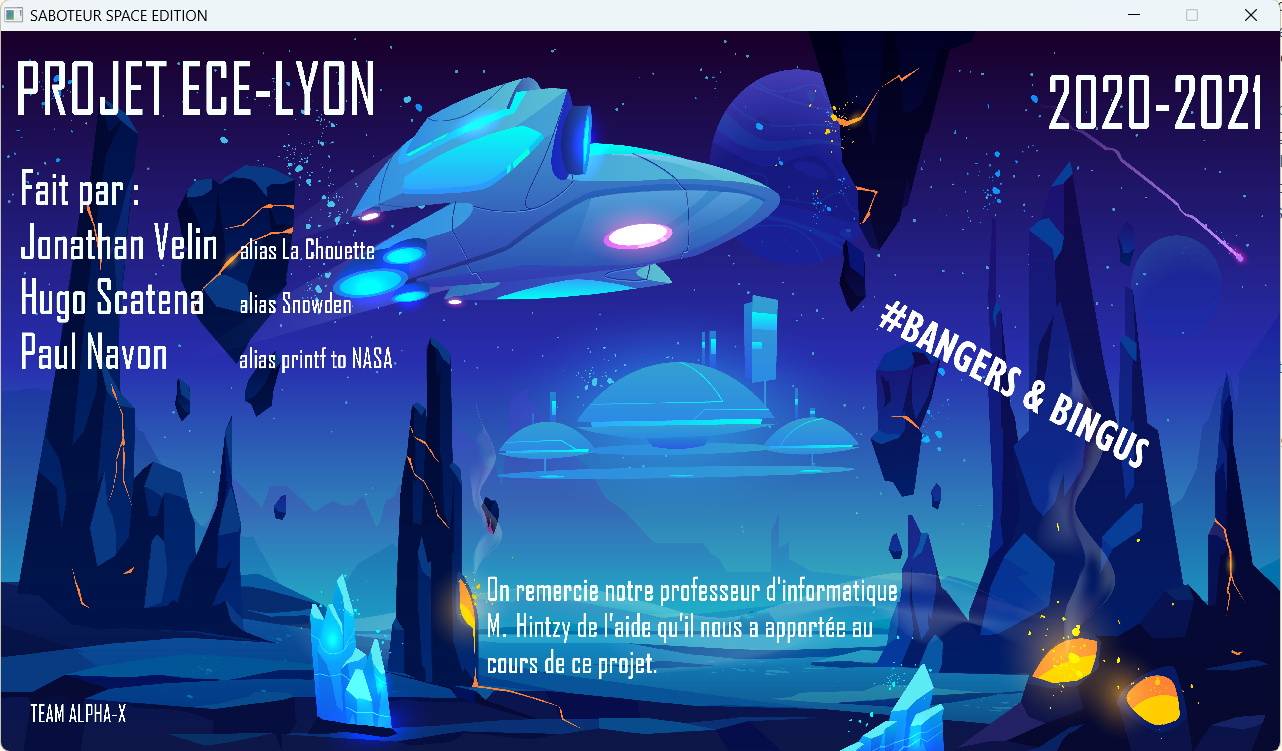 SABOTEUR SPACE EDITION
PROJET ECE-LYON
2020-2021
Fait par :
Jonathan Velin alias La Chouette
Hugo Scatena alias Snowden
Paul Navon alias printf to NASA
#BANGERS & BINGUS
On remercie notre professeur d'informatique
M. Hintzy de l'aide qu'il nous a apportée au
cours de ce projet.
TEAM ALPHA-X